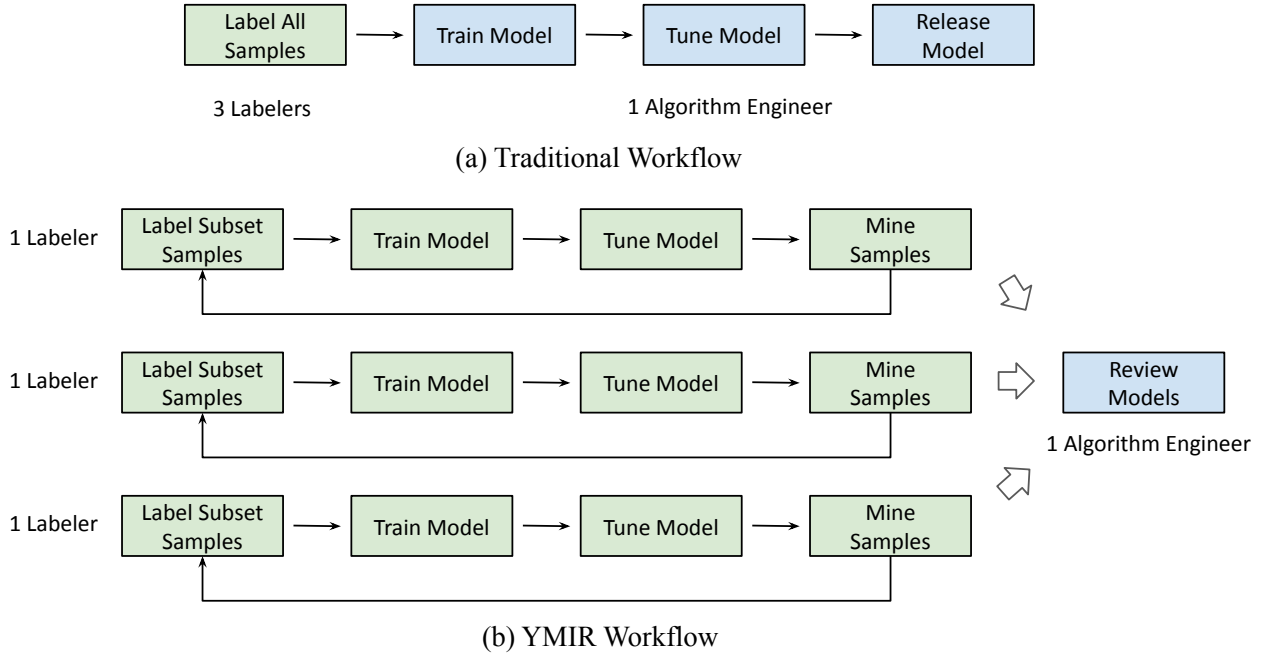 Label All
Samples
Train Model
Tune Model
Release
Model
3 Labelers
1 Algorithm Engineer
(a) Traditional Workflow
1 Labeler
Label Subset
Samples
Train Model
Tune Model
Mine
Samples
1 Labeler
Label Subset
Samples
Train Model
Tune Model
Mine
Samples
Review
Models
1 Algorithm Engineer
1 Labeler
Label Subset
Samples
Train Model
Tune Model
Mine
Samples
(b) YMIR Workflow